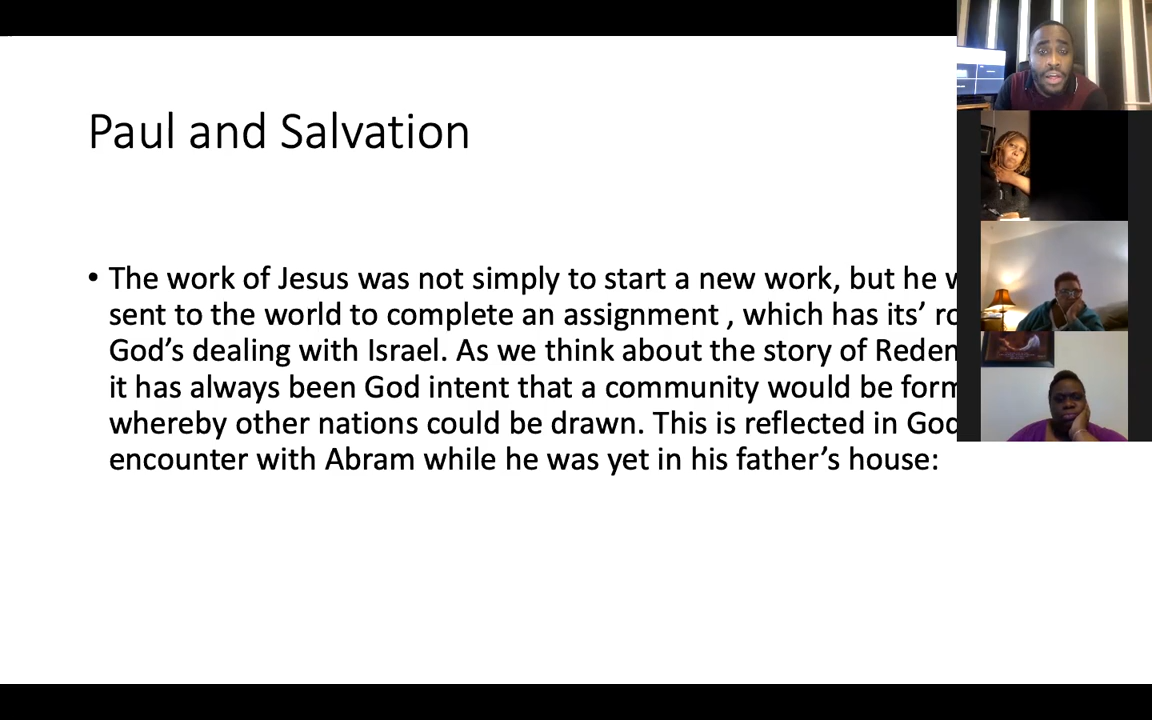 Paul and Salvation
• The work of Jesus was not simply to start a new work, but he
sent to the world to complete an assignment , which has its’
God’s dealing with Israel. As we think about the story of
it has always been God intent that a community would be
whereby other nations could be drawn. This is reflected in
encounter with Abram while he was yet in his father’s house: